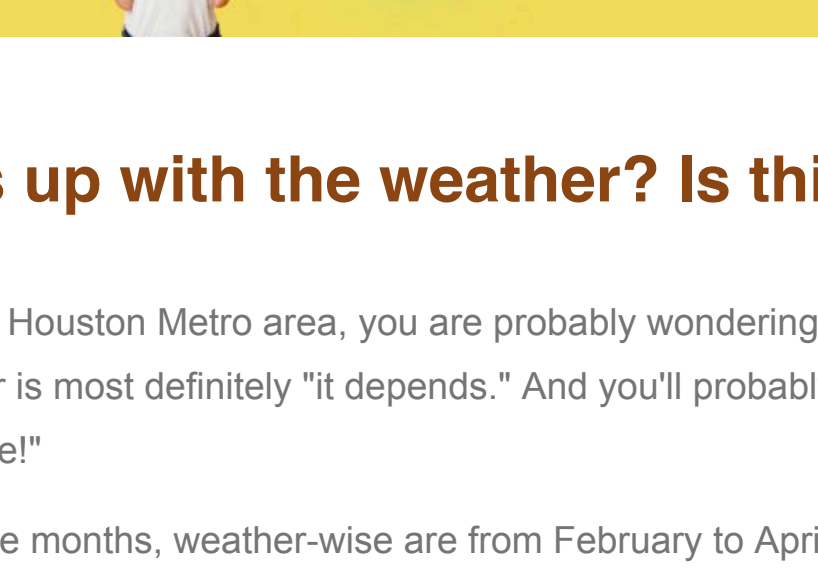 s up with the weather? Is thi
Houston Metro area, you are probably wondering
r is most definitely "it depends." And you'll probabl
e!"
e months, weather-wise are from February to Apri